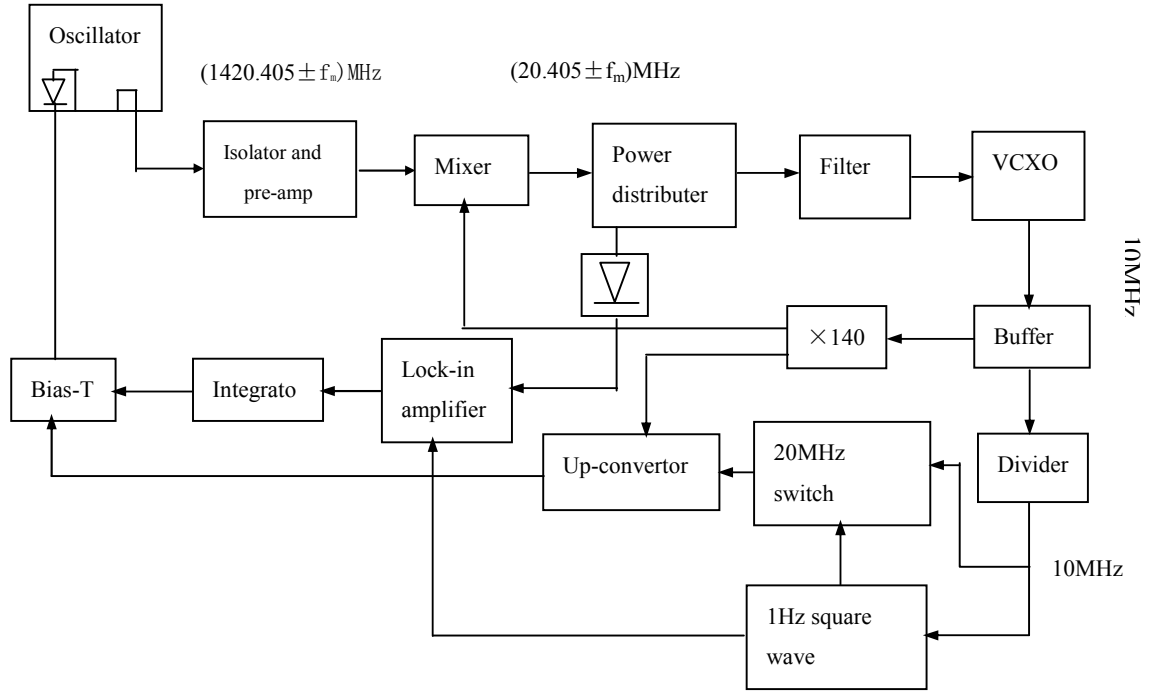 Oscillator
(1420.405±fₘ)MHz
(20.405±fₘ)MHz
Isolator and
pre-amp
Mixer
Power
distributer
Filter
VCXO
10MHz
×140
Buffer
Bias-T
Integrato
Lock-in
amplifier
Up-convertor
20MHz
switch
Divider
10MHz
1Hz square
wave